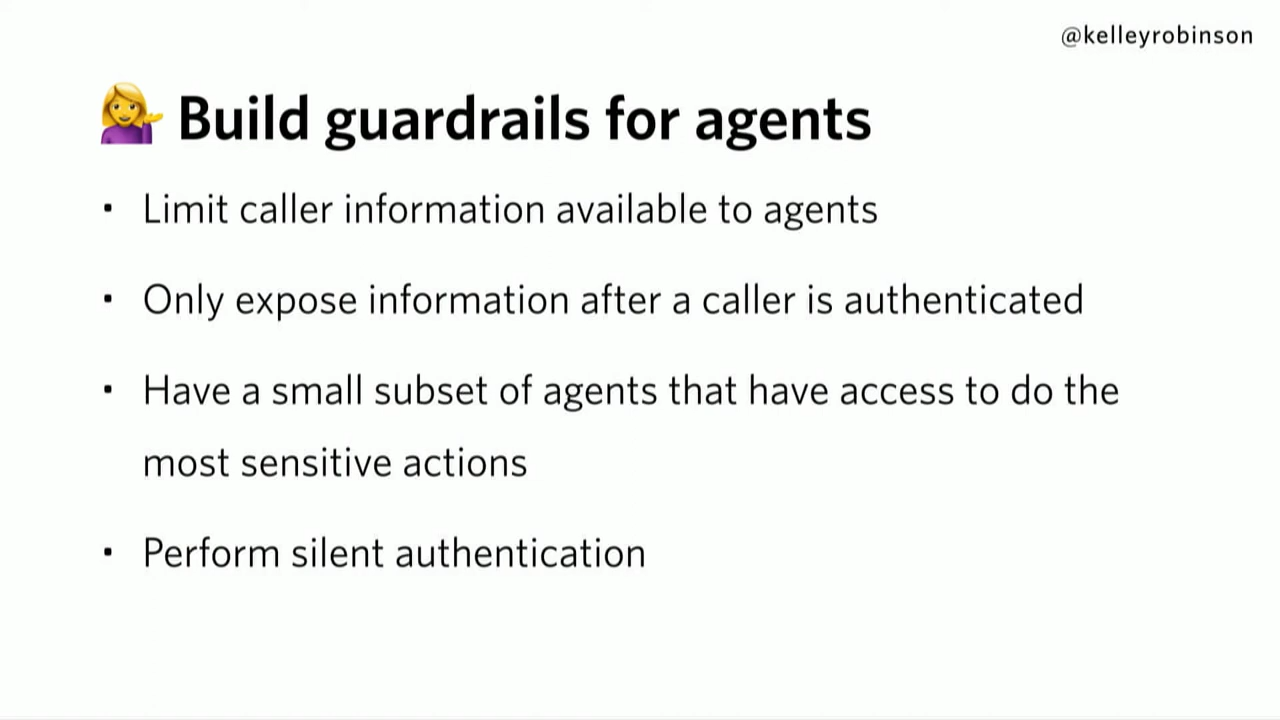 @kelleyrobinson
💁 Build guardrails for agents
• Limit caller information available to agents
• Only expose information after a caller is authenticated
• Have a small subset of agents that have access to do the
most sensitive actions
• Perform silent authentication